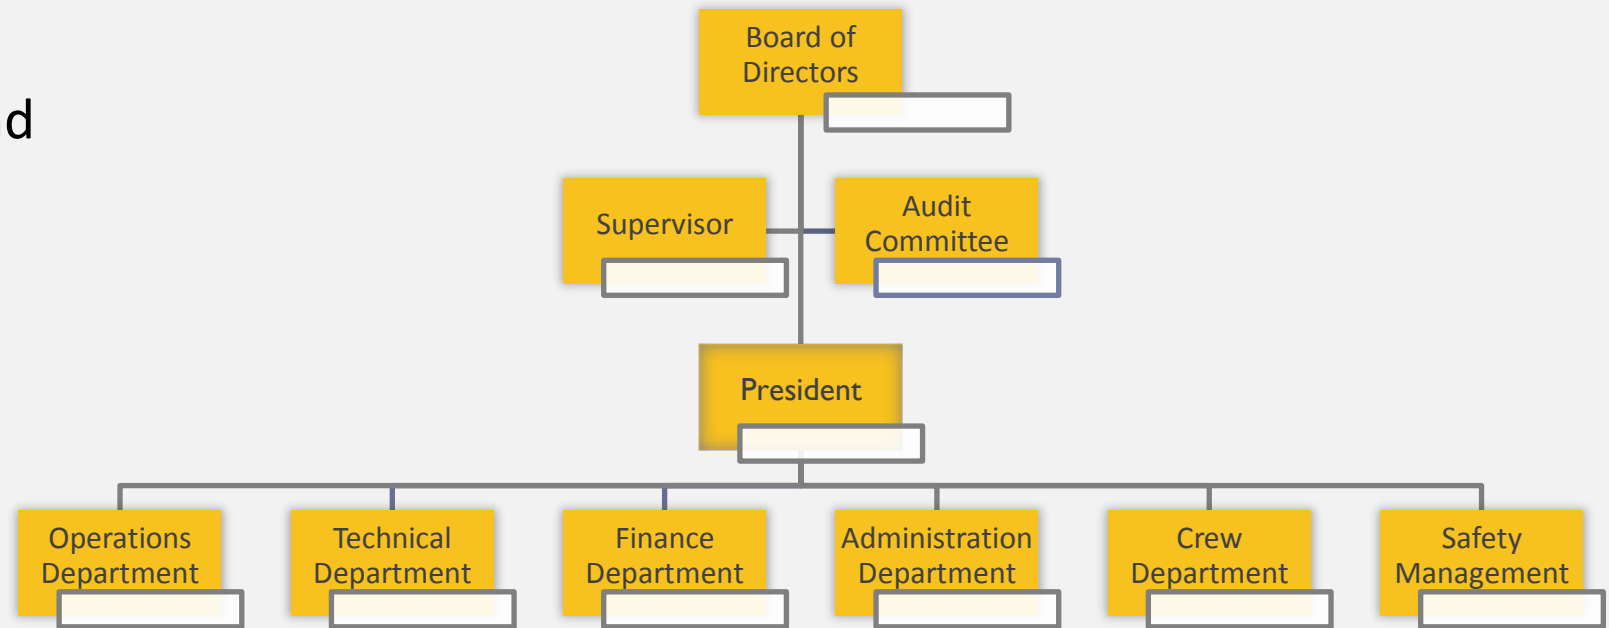 Board of
Directors
Supervisor
Audit
Committee
President
Operations
Department
Technical
Department
Finance
Department
Administration
Department
Crew
Department
Safety
Management